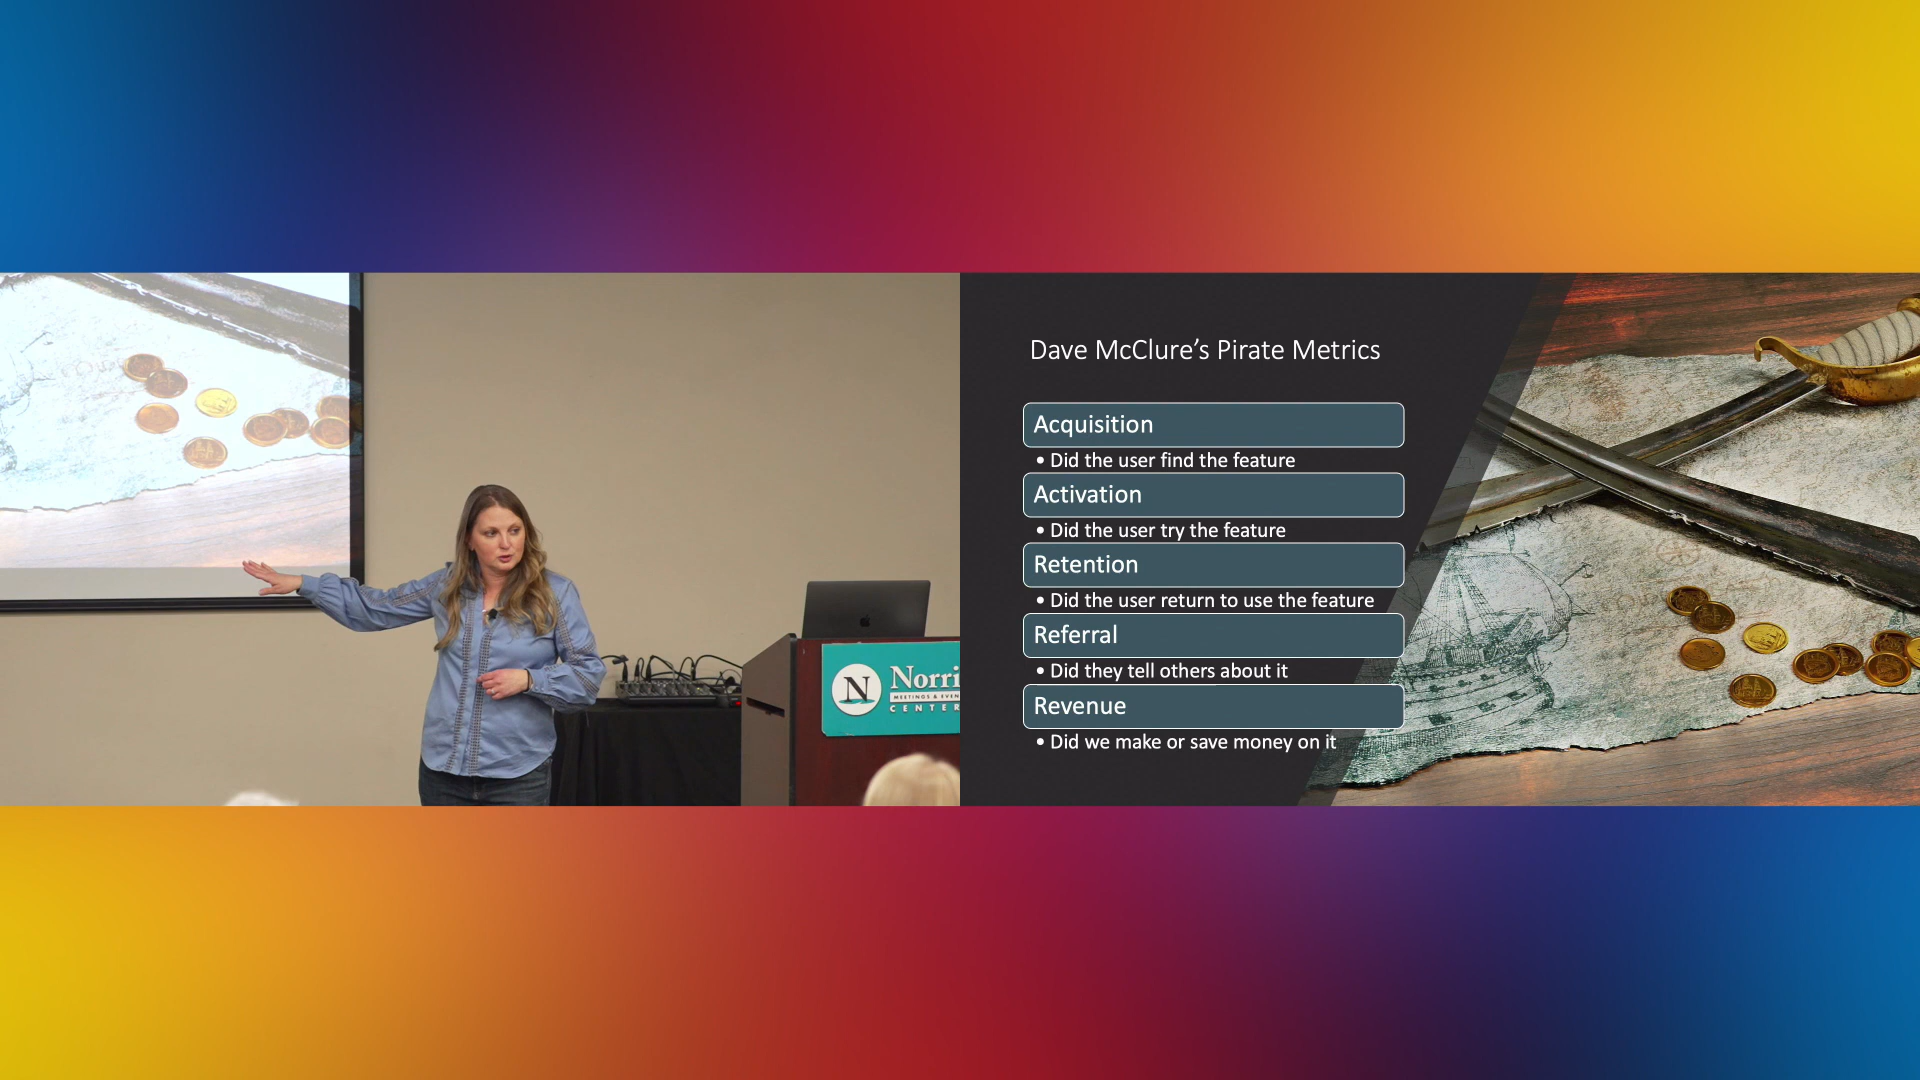 N
Norri
MEETINGS & EVEN
CENTER
Dave McClure's Pirate Metrics
Acquisition
• Did the user find the feature
Activation
• Did the user try the feature
Retention
• Did the user return to use the feature
Referral
• Did they tell others about it
Revenue
• Did we make or save money on it